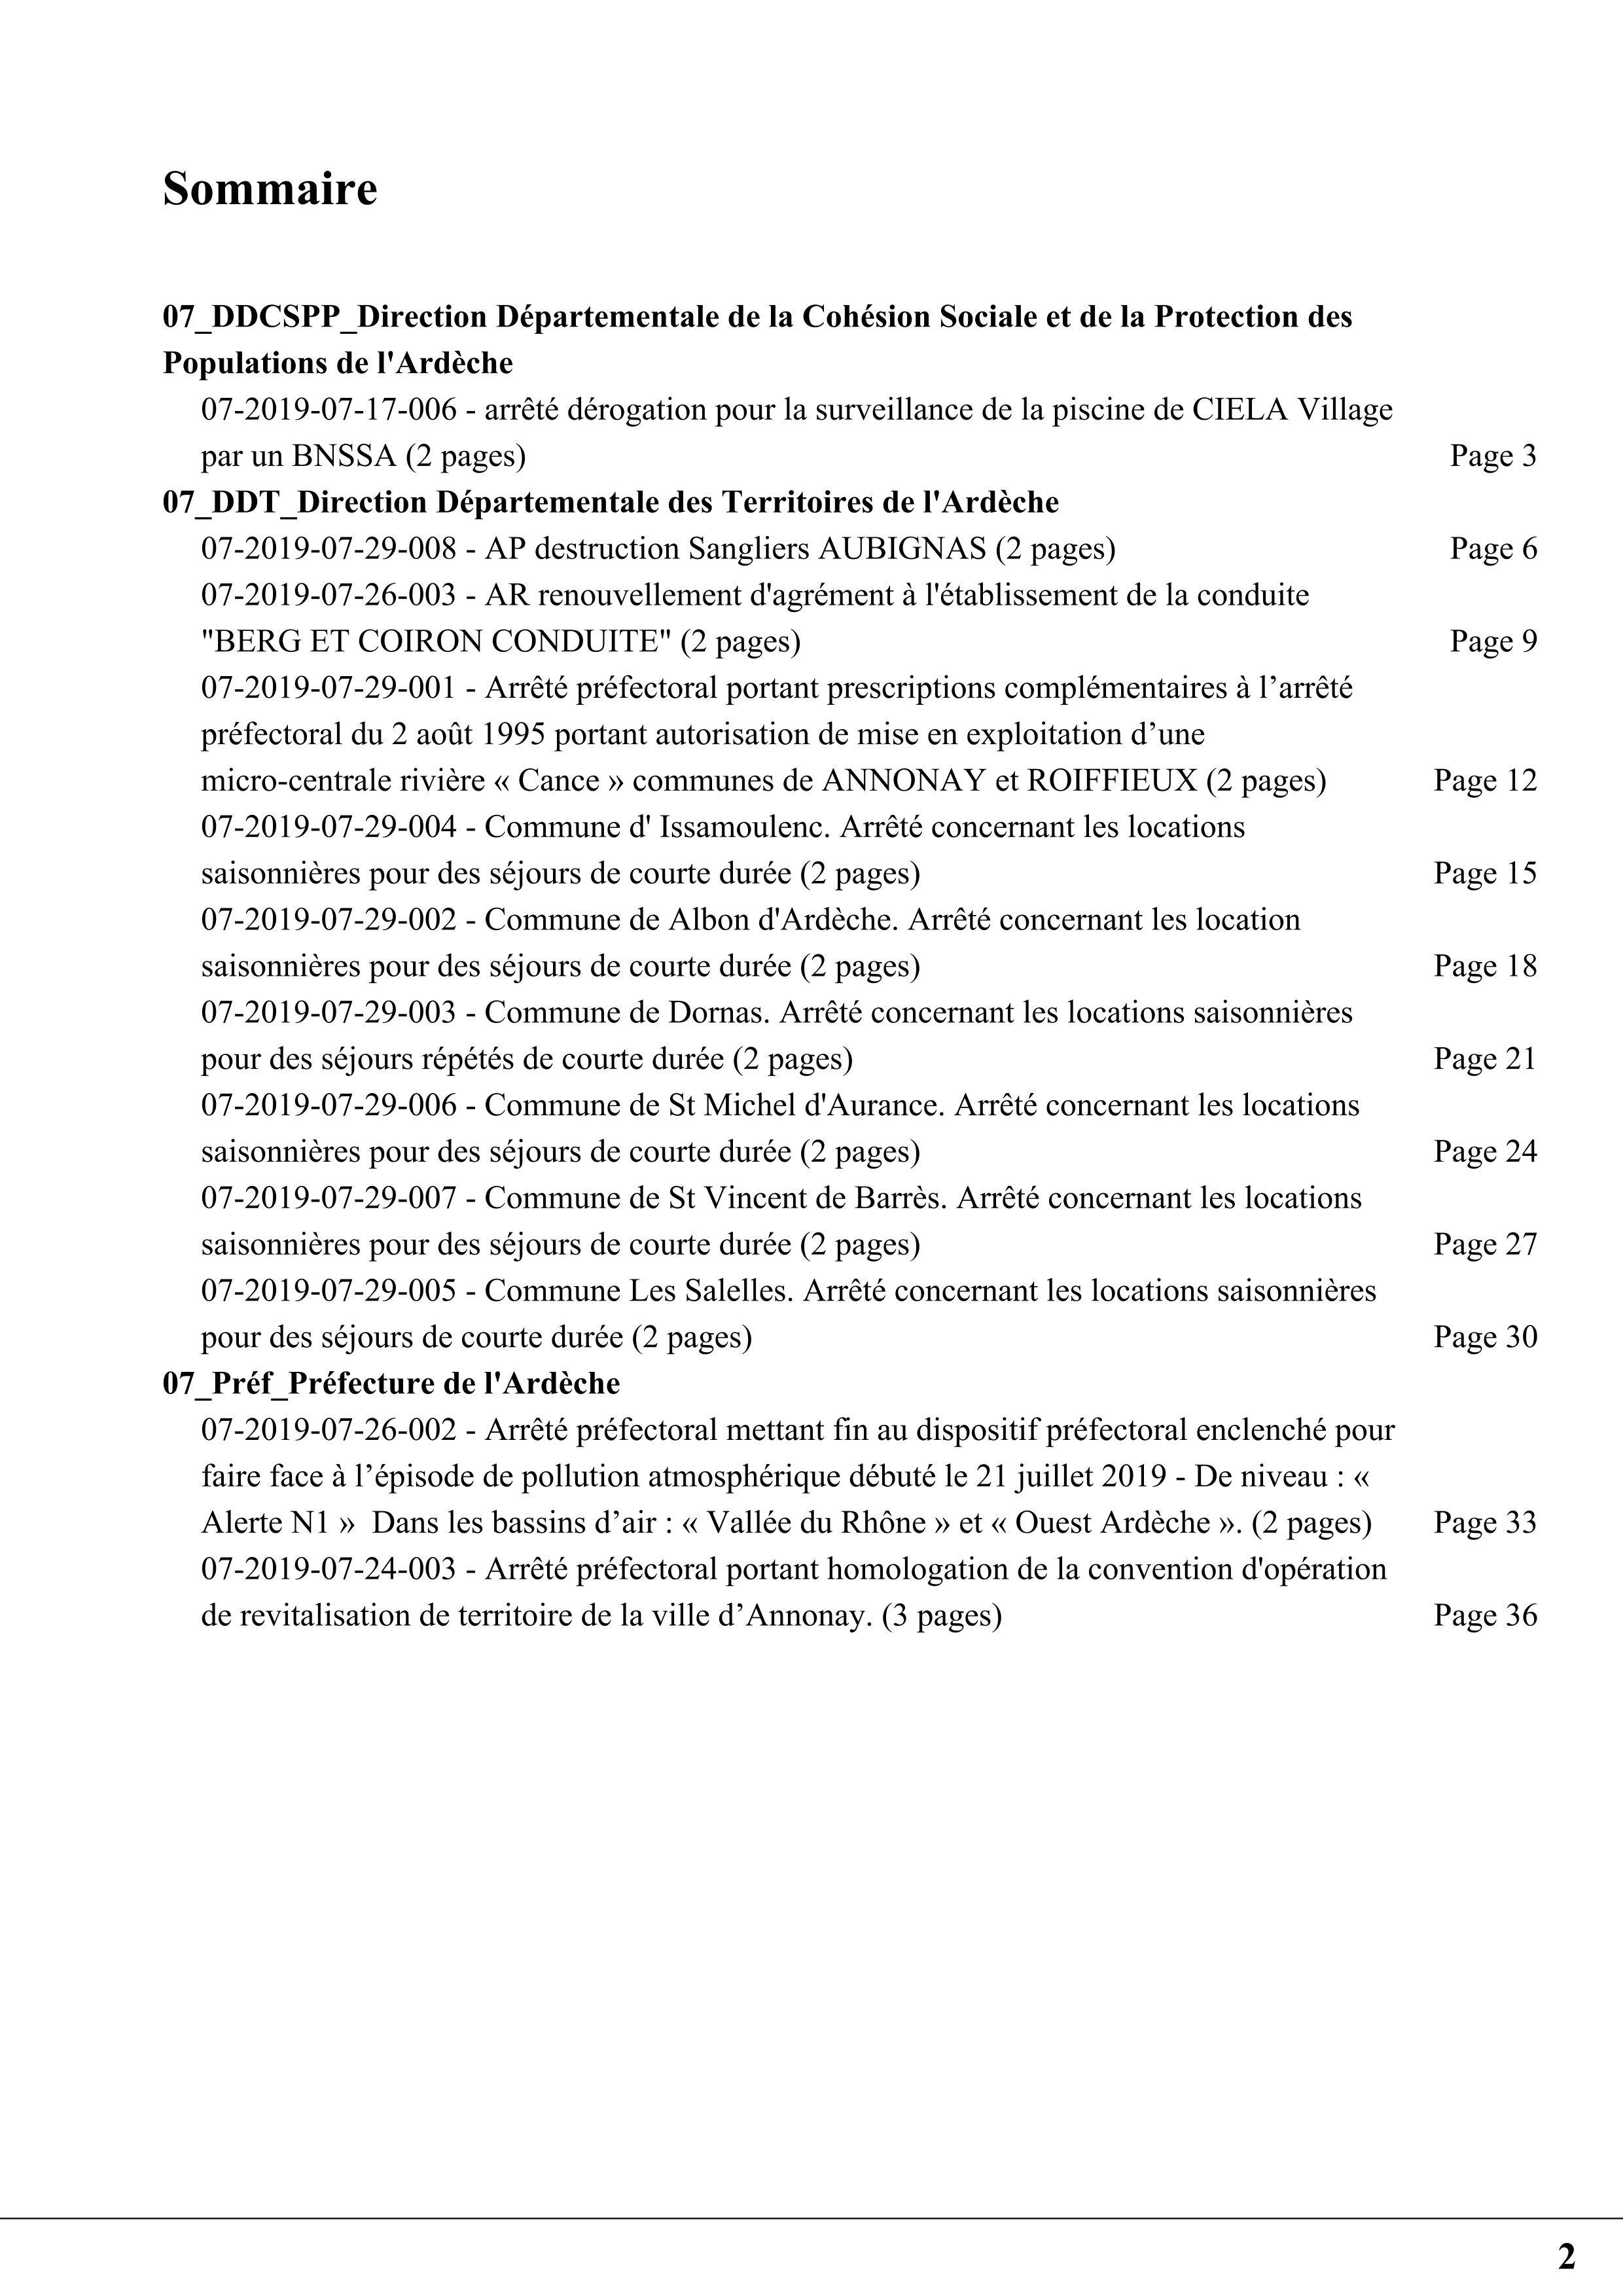 Sommaire
07_DDCSPP_Direction Départementale de la Cohésion Sociale et de la Protection des
Populations de l'Ardèche
07-2019-07-17-006 - arrêté dérogation pour la surveillance de la piscine de CIELA Village
par un BNSSA (2 pages) Page 3
07_DDT_Direction Départementale des Territoires de l'Ardèche
07-2019-07-29-008 - AP destruction Sangliers AUBIGNAS (2 pages) Page 6
07-2019-07-26-003 - AR renouvellement d'agrément à l'établissement de la conduite
"BERG ET COIRON CONDUITE" (2 pages) Page 9
07-2019-07-29-001 - Arrêté préfectoral portant prescriptions complémentaires à l’arrêté
préfectoral du 2 août 1995 portant autorisation de mise en exploitation d’une
micro-centrale rivière « Cance » communes de ANNONAY et ROIFFIEUX (2 pages) Page 12
07-2019-07-29-004 - Commune d' Issamoulenc. Arrêté concernant les locations
saisonnières pour des séjours de courte durée (2 pages) Page 15
07-2019-07-29-002 - Commune de Albon d'Ardèche. Arrêté concernant les location
saisonnières pour des séjours de courte durée (2 pages) Page 18
07-2019-07-29-003 - Commune de Dornas. Arrêté concernant les locations saisonnières
pour des séjours répétés de courte durée (2 pages) Page 21
07-2019-07-29-006 - Commune de St Michel d'Aurance. Arrêté concernant les locations
saisonnières pour des séjours de courte durée (2 pages) Page 24
07-2019-07-29-007 - Commune de St Vincent de Barrès. Arrêté concernant les locations
saisonnières pour des séjours de courte durée (2 pages) Page 27
07-2019-07-29-005 - Commune Les Salelles. Arrêté concernant les locations saisonnières
pour des séjours de courte durée (2 pages) Page 30
07_Préf_Préfecture de l'Ardèche
07-2019-07-26-002 - Arrêté préfectoral mettant fin au dispositif préfectoral enclenché pour
faire face à l’épisode de pollution atmosphérique débuté le 21 juillet 2019 - De niveau : «
Alerte N1 »  Dans les bassins d’air : « Vallée du Rhône » et « Ouest Ardèche ». (2 pages) Page 33
07-2019-07-24-003 - Arrêté préfectoral portant homologation de la convention d'opération
de revitalisation de territoire de la ville d’Annonay. (3 pages) Page 36
2